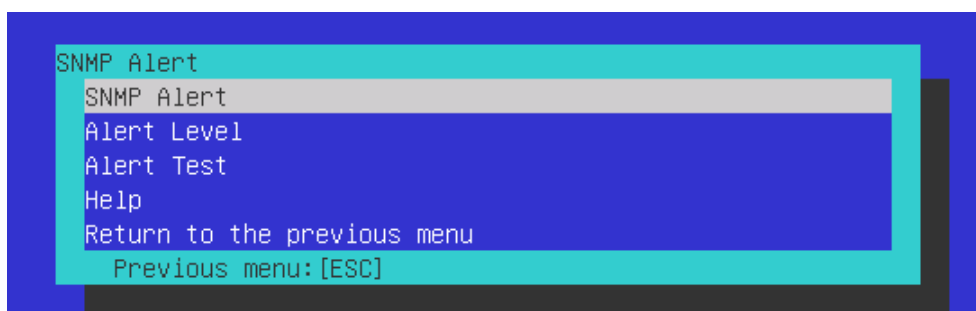 SNMP Alert
SNMP Alert
Alert Level
Alert Test
Help
Return to the previous menu
Previous menu:[ESC]